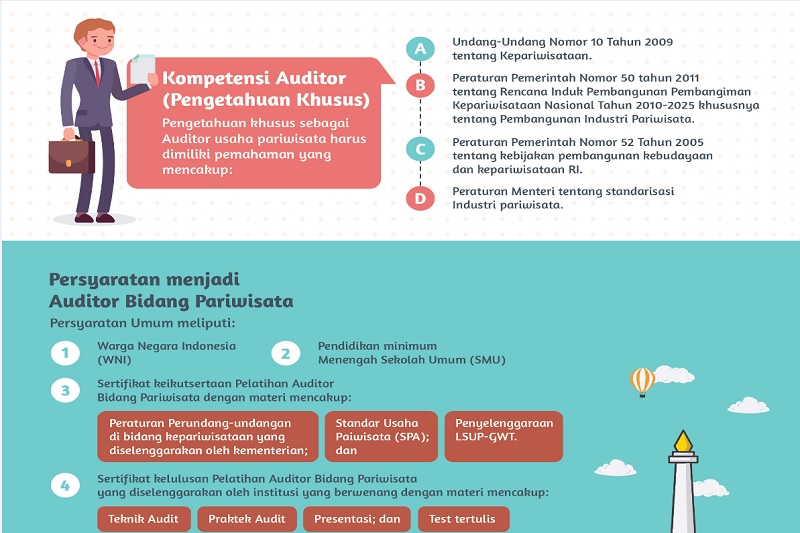 Kompetensi Auditor
(Pengetahuan Khusus)
Pengetahuan khusus sebagai
Auditor usaha pariwisata harus
dimiliki pemahaman yang
mencakup:
A
Undang-Undang Nomor 10 Tahun 2009
tentang Kepariwisataan.
B
Peraturan Pemerintah Nomor 50 tahun 2011
tentang Rencana Induk Pembangunan Pembangiman
Kepariwisataan Nasional Tahun 2010-2025 khususnya
tentang Pembangunan Industri Pariwisata.
C
Peraturan Pemerintah Nomor 52 Tahun 2005
tentang kebijakan pembangunan kebudayaan
dan kepariwisataan RI.
D
Peraturan Menteri tentang standarisasi
Industri pariwisata.
Persyaratan menjadi
Auditor Bidang Pariwisata
Persyaratan Umum meliputi:
1
Warga Negara Indonesia
(WNI)
2
Pendidikan minimum
Menengah Sekolah Umum (SMU)
3
Sertifikat keikutsertaan Pelatihan Auditor
Bidang Pariwisata dengan materi mencakup:
Peraturan Perundang-undangan
di bidang kepariwisataan yang
diselenggarakan oleh kementerian;
Standar Usaha
Paiwisata (SPA);
dan
Penyelenggaraan
LSUP-GWT.
4
Sertifikat kelulusan Pelatihan Auditor Bidang Pariwisata
yang diselenggarakan oleh institusi yang berwenang dengan materi mencakup:
Teknik Audit
Praktek Audit
Presentasi; dan
Test tertulis